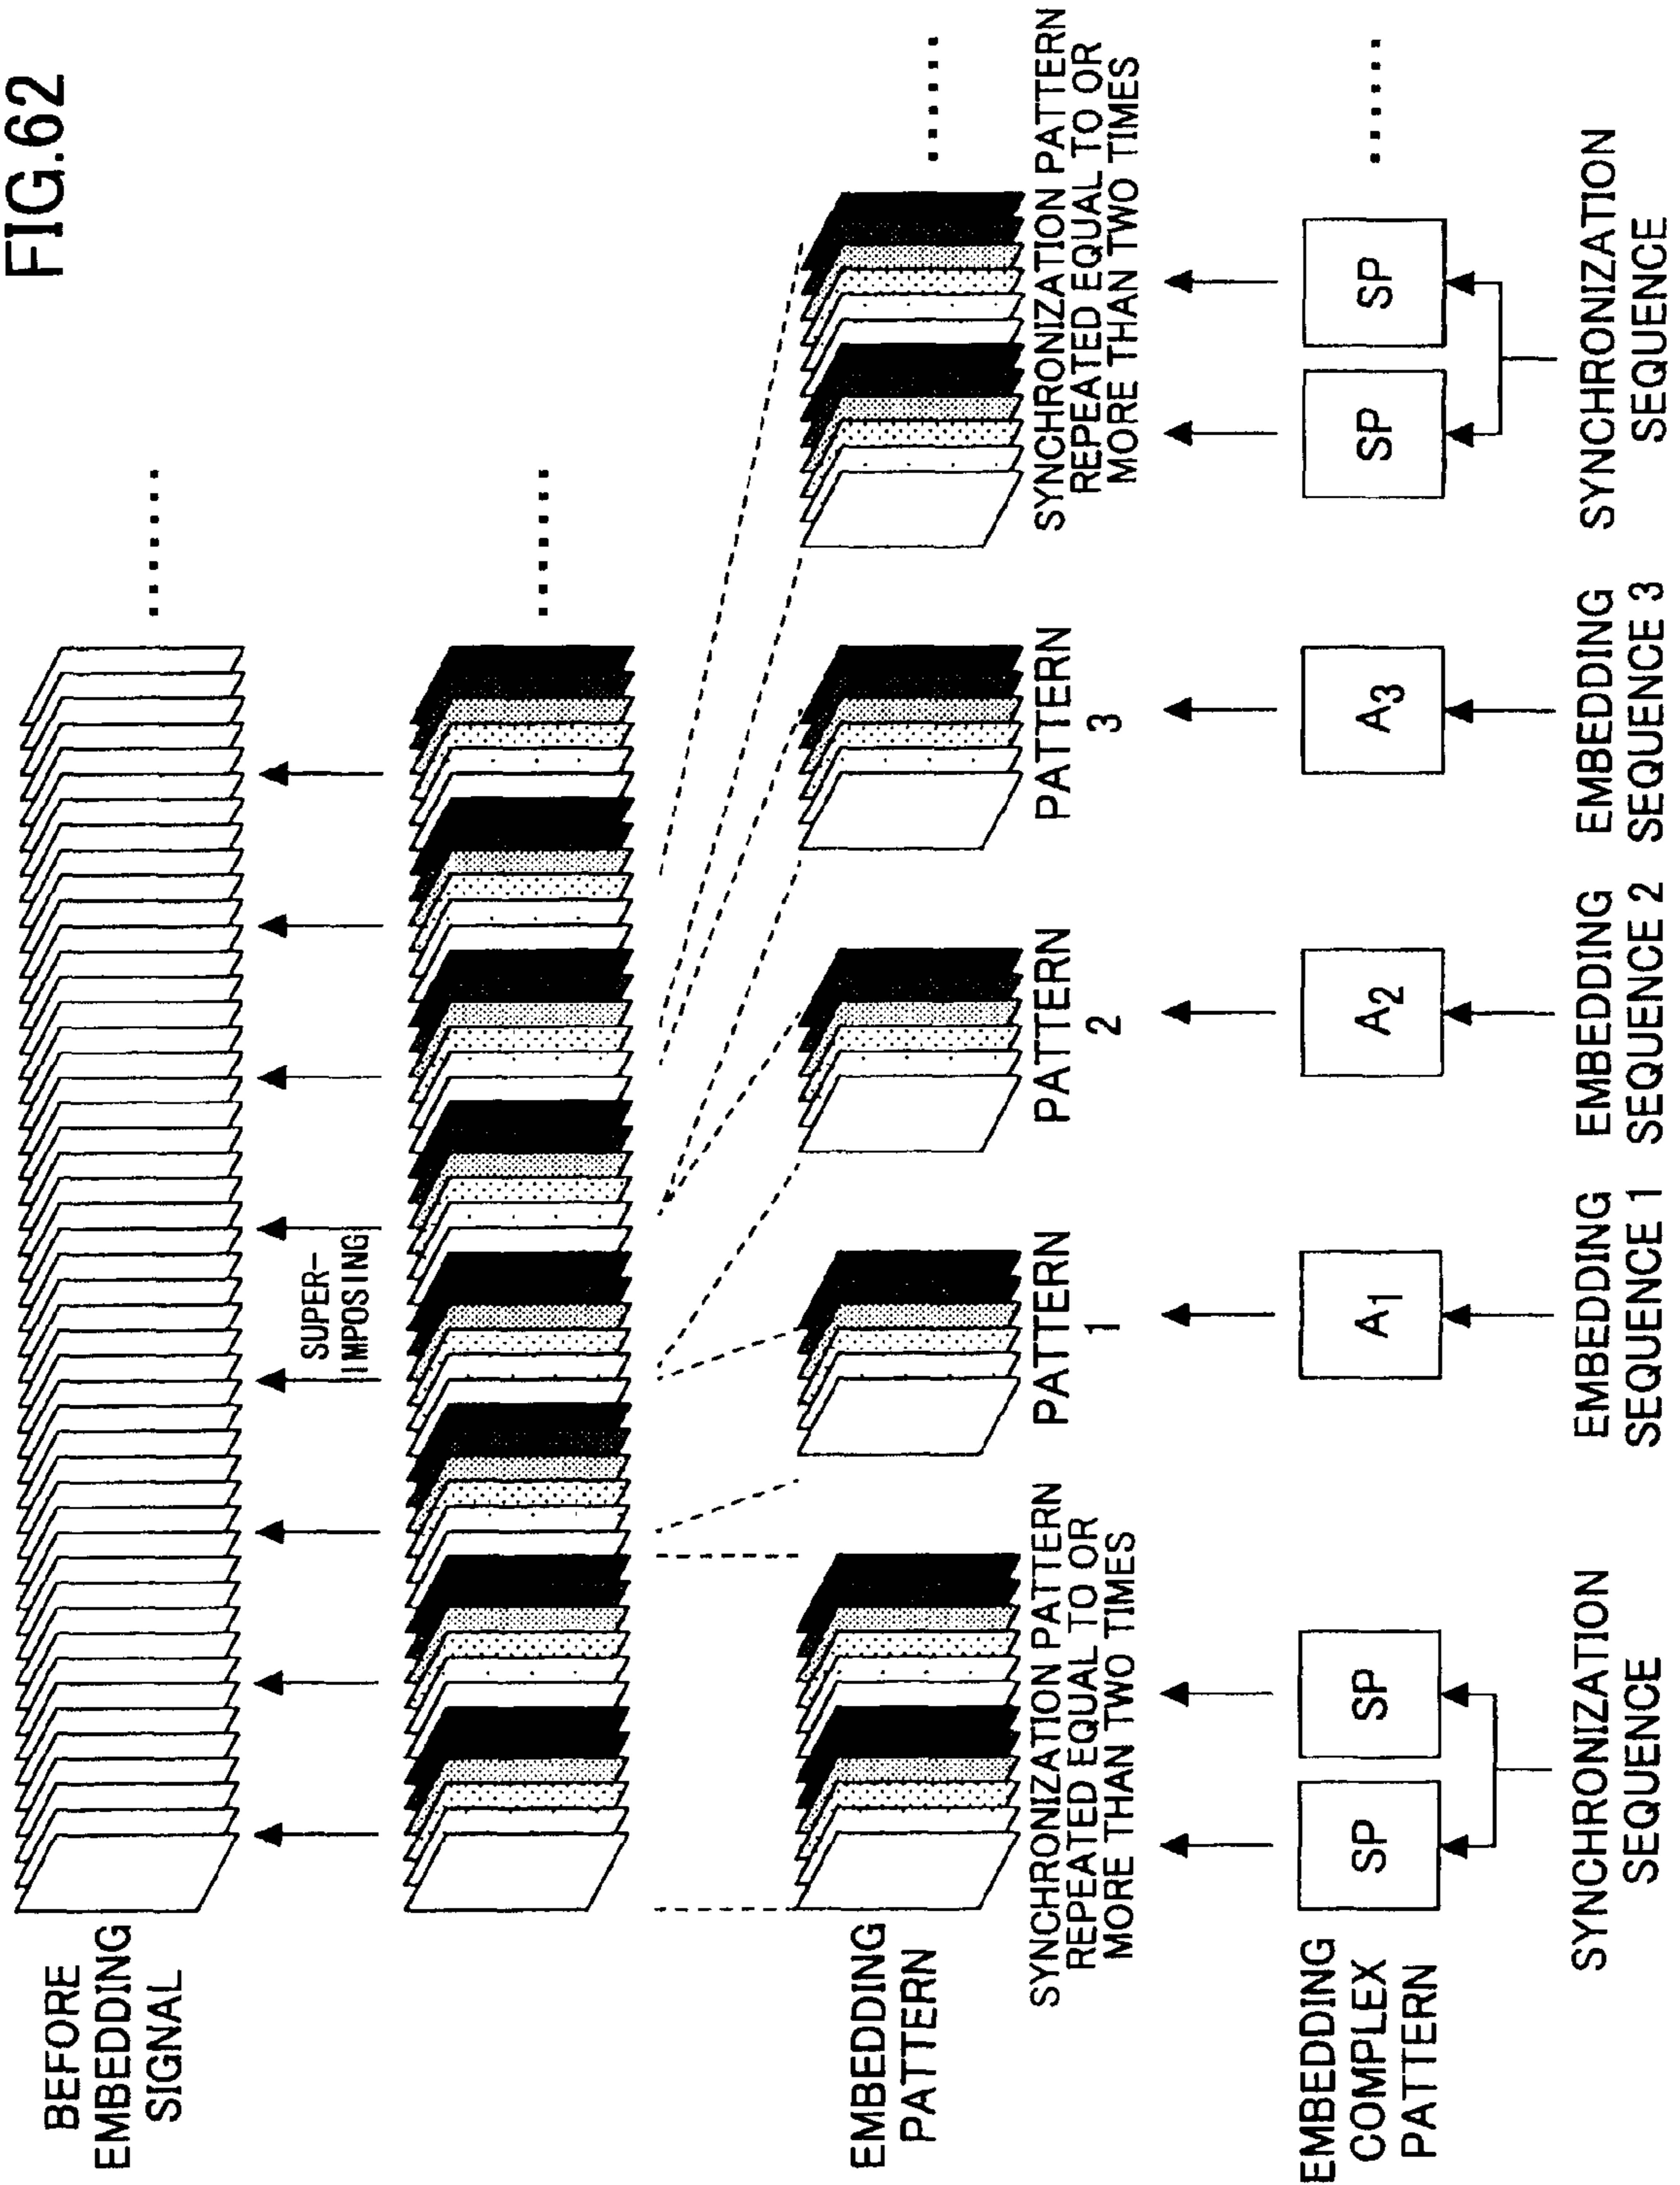 FIG.62
BEFORE
EMBEDDING
SIGNAL
SUPER-
IMPOSING
EMBEDDING
PATTERN
SYNCHRONIZATION PATTERN
REPEATED EQUAL TO OR
MORE THAN TWO TIMES
PATTERN
1
PATTERN
2
PATTERN
3
SYNCHRONIZATION PATTERN
REPEATED EQUAL TO OR
MORE THAN TWO TIMES
EMBEDDING
COMPLEX
PATTERN
SP
SP
A1
A2
A3
SP
SP
SYNCHRONIZATION
SEQUENCE
EMBEDDING
SEQUENCE 1
EMBEDDING
SEQUENCE 2
EMBEDDING
SEQUENCE 3
SYNCHRONIZATION
SEQUENCE